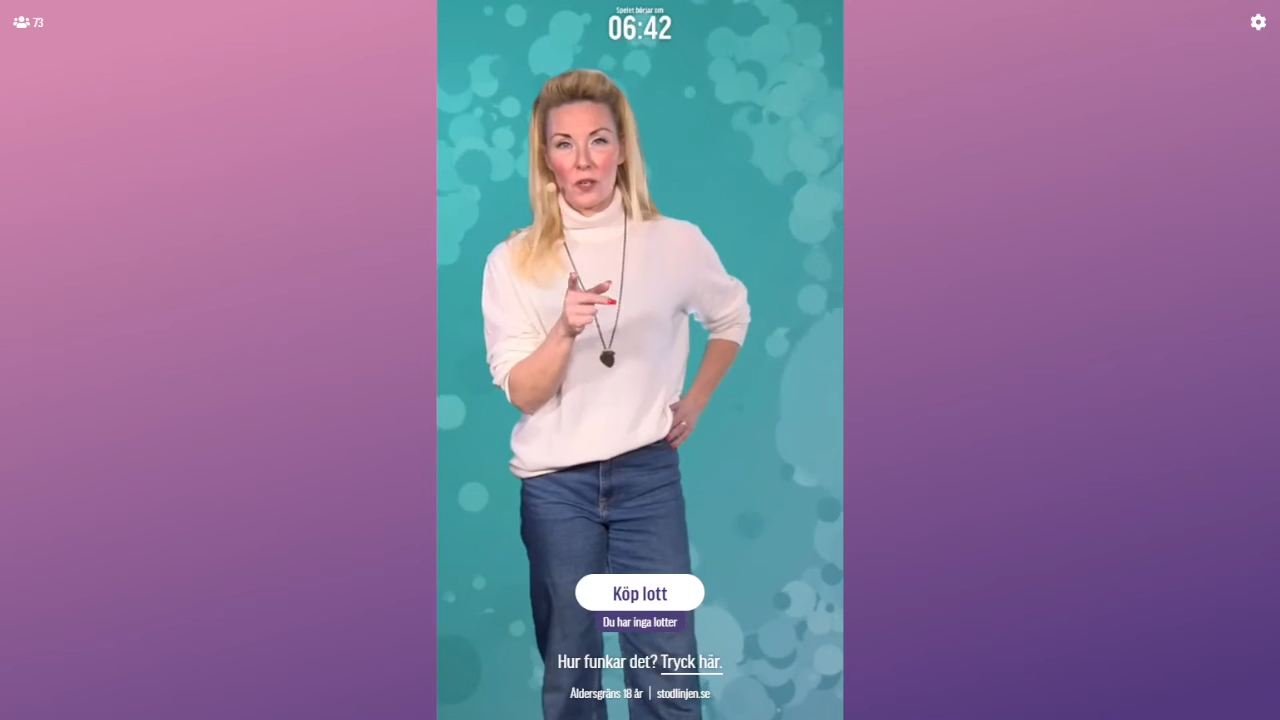 73
Spelet börjar om
06:42
Köp lott
Du har inga lotter
Hur funkar det? Tryck här.
Åldersgräns 18 år | stodlinjen.se